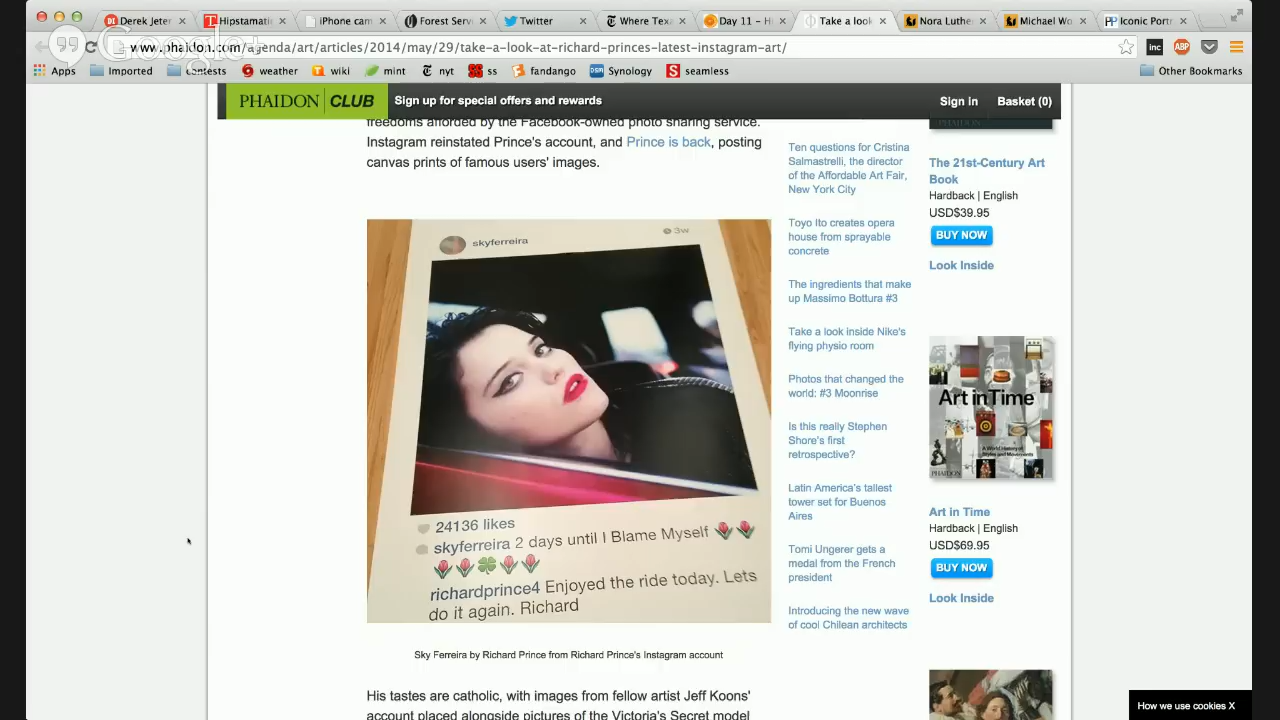 Derek Jeter
Hipstamatic
iPhone cam
Forest Serv
Twitter
Where Texa
Day 11 – H
Take a look
Nora Luther
Michael Wo
Iconic Portr
Google+
www.phaidon.com/agenda/art/articles/2014/may/29/take-a-look-at-richard-princes-latest-instagram-art/
inc
ABP
Apps
Imported
contests
weather
wiki
mint
nyt
ss
fandango
Synology
seamless
Other Bookmarks
PHAIDON CLUB
Sign up for special offers and rewards
Sign in
Basket (0)
freedoms afforded by the Facebook-owned photo sharing service.
Instagram reinstated Prince's account, and Prince is back, posting
canvas prints of famous users' images.
skyferreira
3w
24136 likes
skyferreira 2 days until I Blame Myself
richardprince4 Enjoyed the ride today. Lets
do it again. Richard
Sky Ferreira by Richard Prince from Richard Prince's Instagram account
His tastes are catholic, with images from fellow artist Jeff Koons'
account placed alongside pictures of the Victoria's Secret model
Ten questions for Cristina
Salmastrelli, the director
of the Affordable Art Fair,
New York City
Toyo Ito creates opera
house from sprayable
concrete
The ingredients that make
up Massimo Bottura #3
Take a look inside Nike's
flying physio room
Photos that changed the
world: #3 Moonrise
Is this really Stephen
Shore's first
retrospective?
Latin America's tallest
tower set for Buenos
Aires
Tomi Ungerer gets a
medal from the French
president
Introducing the new wave
of cool Chilean architects
PHAIDON
The 21st-Century Art
Book
Hardback | English
USD$39.95
BUY NOW
Look Inside
Art in Time
A World History of
Styles and Movements
PHAIDON
Art in Time
Hardback | English
USD$69.95
BUY NOW
Look Inside
How we use cookies X